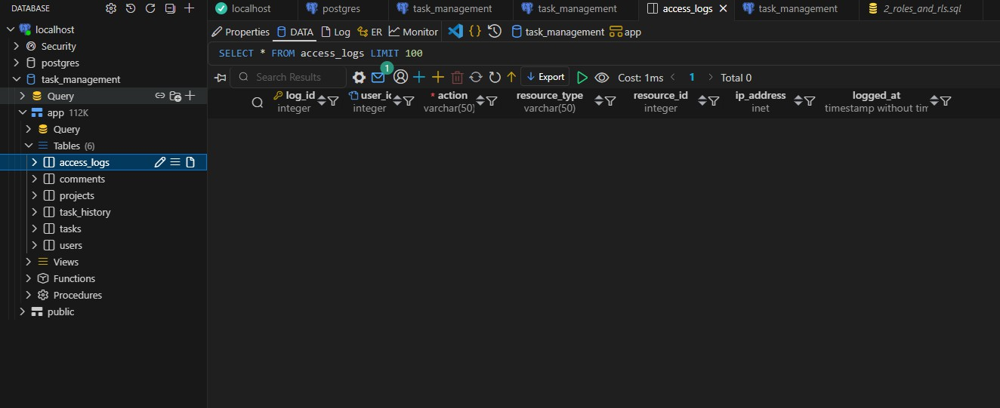 DATABASE
localhost
Security
postgres
task_management
Query
app 112K
Query
Tables (6)
access_logs
comments
projects
task_history
tasks
users
Views
Functions
Procedures
public
localhost postgres task_management task_management access_logs task_management 2_roles_and_rls.sql
Properties DATA Log ER Monitor {} task_management app
SELECT * FROM access_logs LIMIT 100
Search Results 1 Export Cost: 1ms 1 Total 0
log_id user_ic * action resource_type resource_id ip_address logged_at
integer integer varchar(50) varchar(50) integer inet timestamp without tim